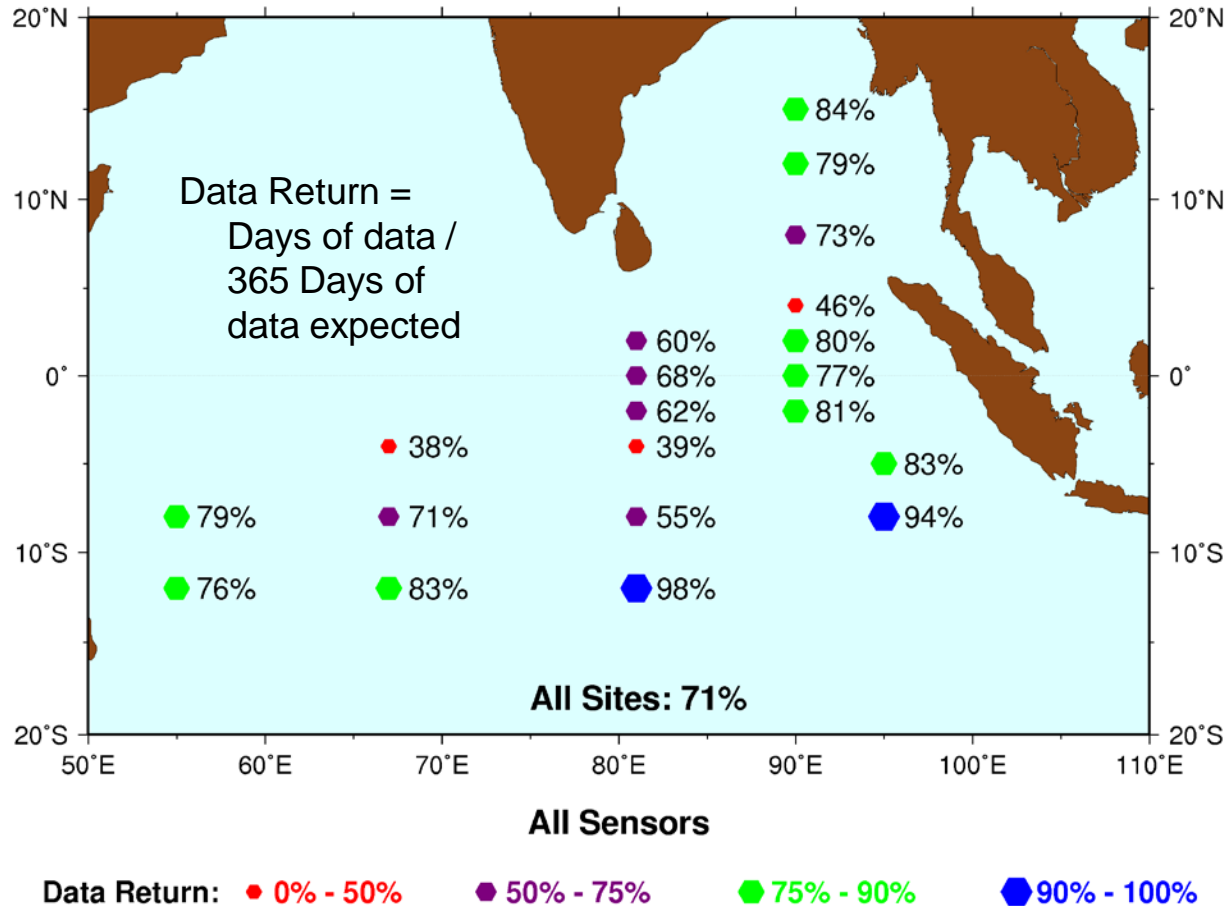 20°N 20°N
84%
79%
Data Return =
Days of data /
365 Days of
data expected
10°N 10°N
73%
46%
60% 80%
0° 68% 77% 0°
62% 81%
38% 39% 83%
79% 71% 55% 94%
10°S 10°S
76% 83% 98%
All Sites: 71%
20°S 20°S
50°E 60°E 70°E 80°E 90°E 100°E 110°E
All Sensors
Data Return: 0% - 50% 50% - 75% 75% - 90% 90% - 100%